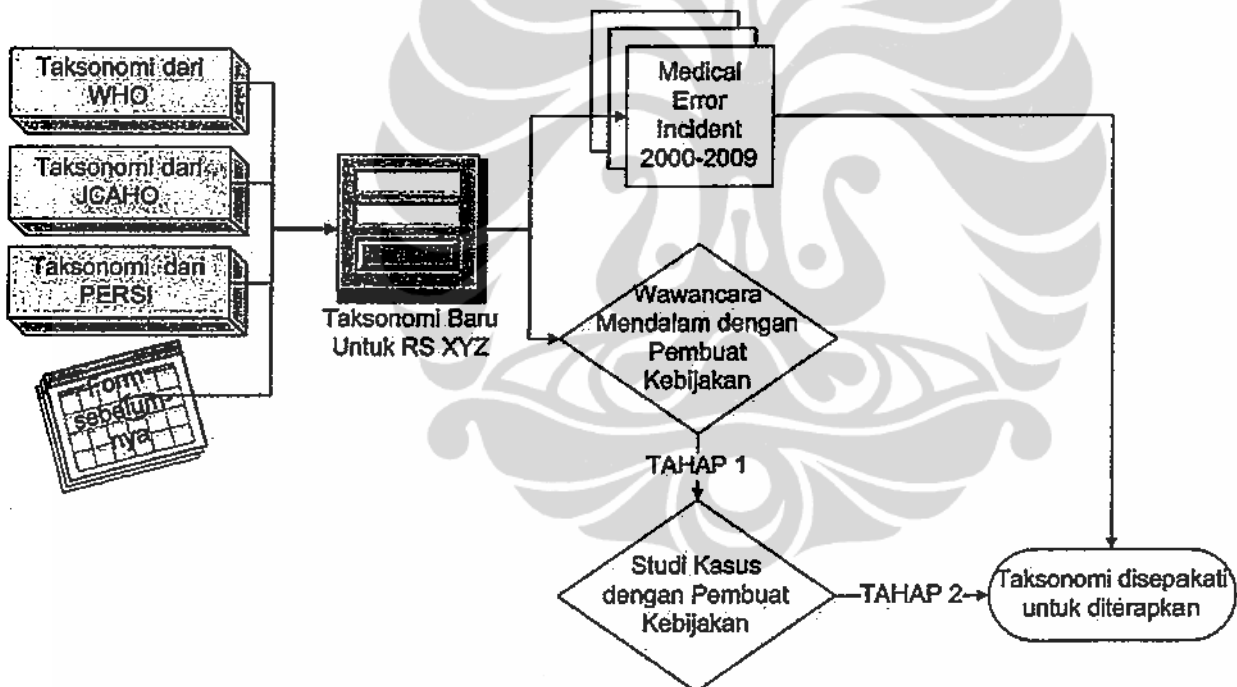 Taksonomi dari
WHO
Taksonomi dari
JCAHO
Taksonomi dari
PERSI
Form
sebelum-
nya
Taksonomi Baru
Untuk RS XYZ
Medical
Error
Incident
2000-2009
Wawancara
Mendalam dengan
Pembuat
Kebijakan
TAHAP 1
Studi Kasus
dengan Pembuat
Kebijakan
TAHAP 2
Taksonomi disepakati
untuk diterapkan